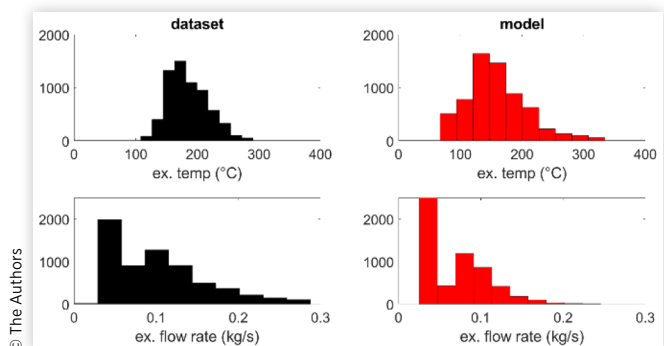 dataset model
2000 2000
1000 1000
0 0
0 100 200 300 400 0 100 200 300 400
ex. temp (°C) ex. temp (°C)
2000 2000
1000 1000
0 0
0 0.1 0.2 0.3 0 0.1 0.2 0.3
ex. flow rate (kg/s) ex. flow rate (kg/s)
© The Authors